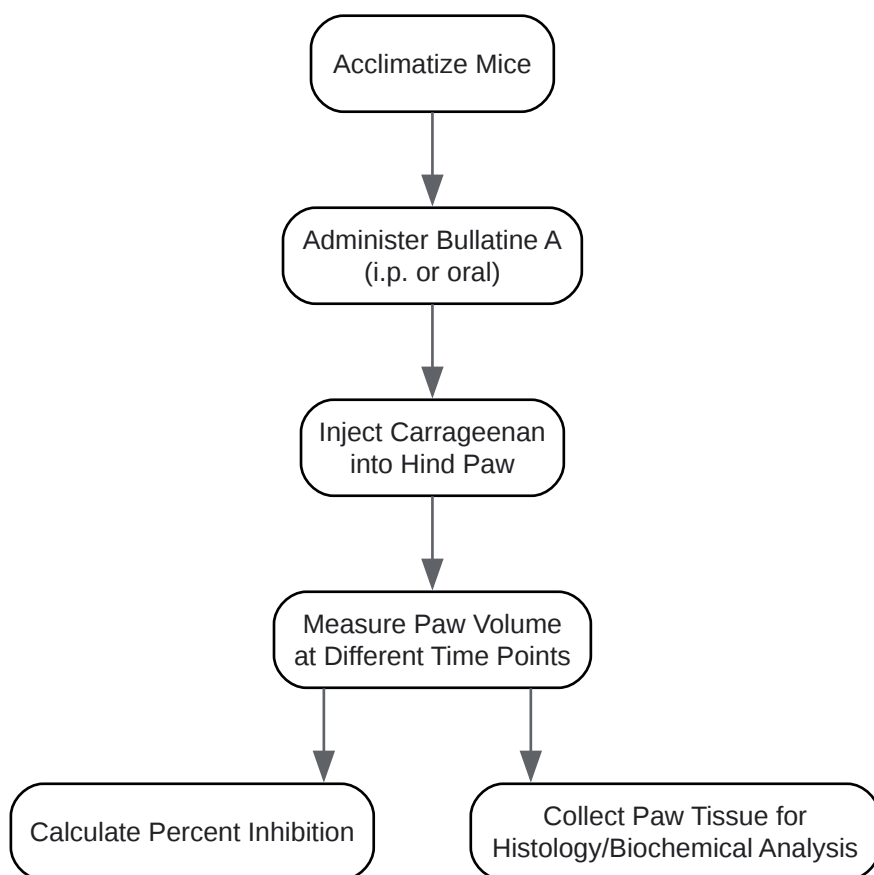 Acclimatize Mice
Administer Bullatine A
(i.p. or oral)
Inject Carrageenan
into Hind Paw
Measure Paw Volume
at Different Time Points
Calculate Percent Inhibition
Collect Paw Tissue for
Histology/Biochemical Analysis